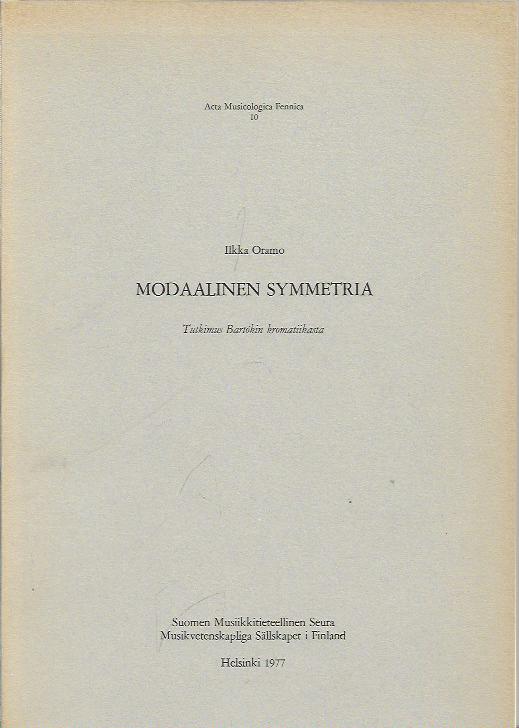 Acta Musicologica Fennica
10
Ilkka Oramo
MODAALINEN SYMMETRIA
Tutkimus Bartókin kromatiikasta
Suomen Musiikkitieteellinen Seura
Musikvetenskapliga Sällskapet i Finland
Helsinki 1977